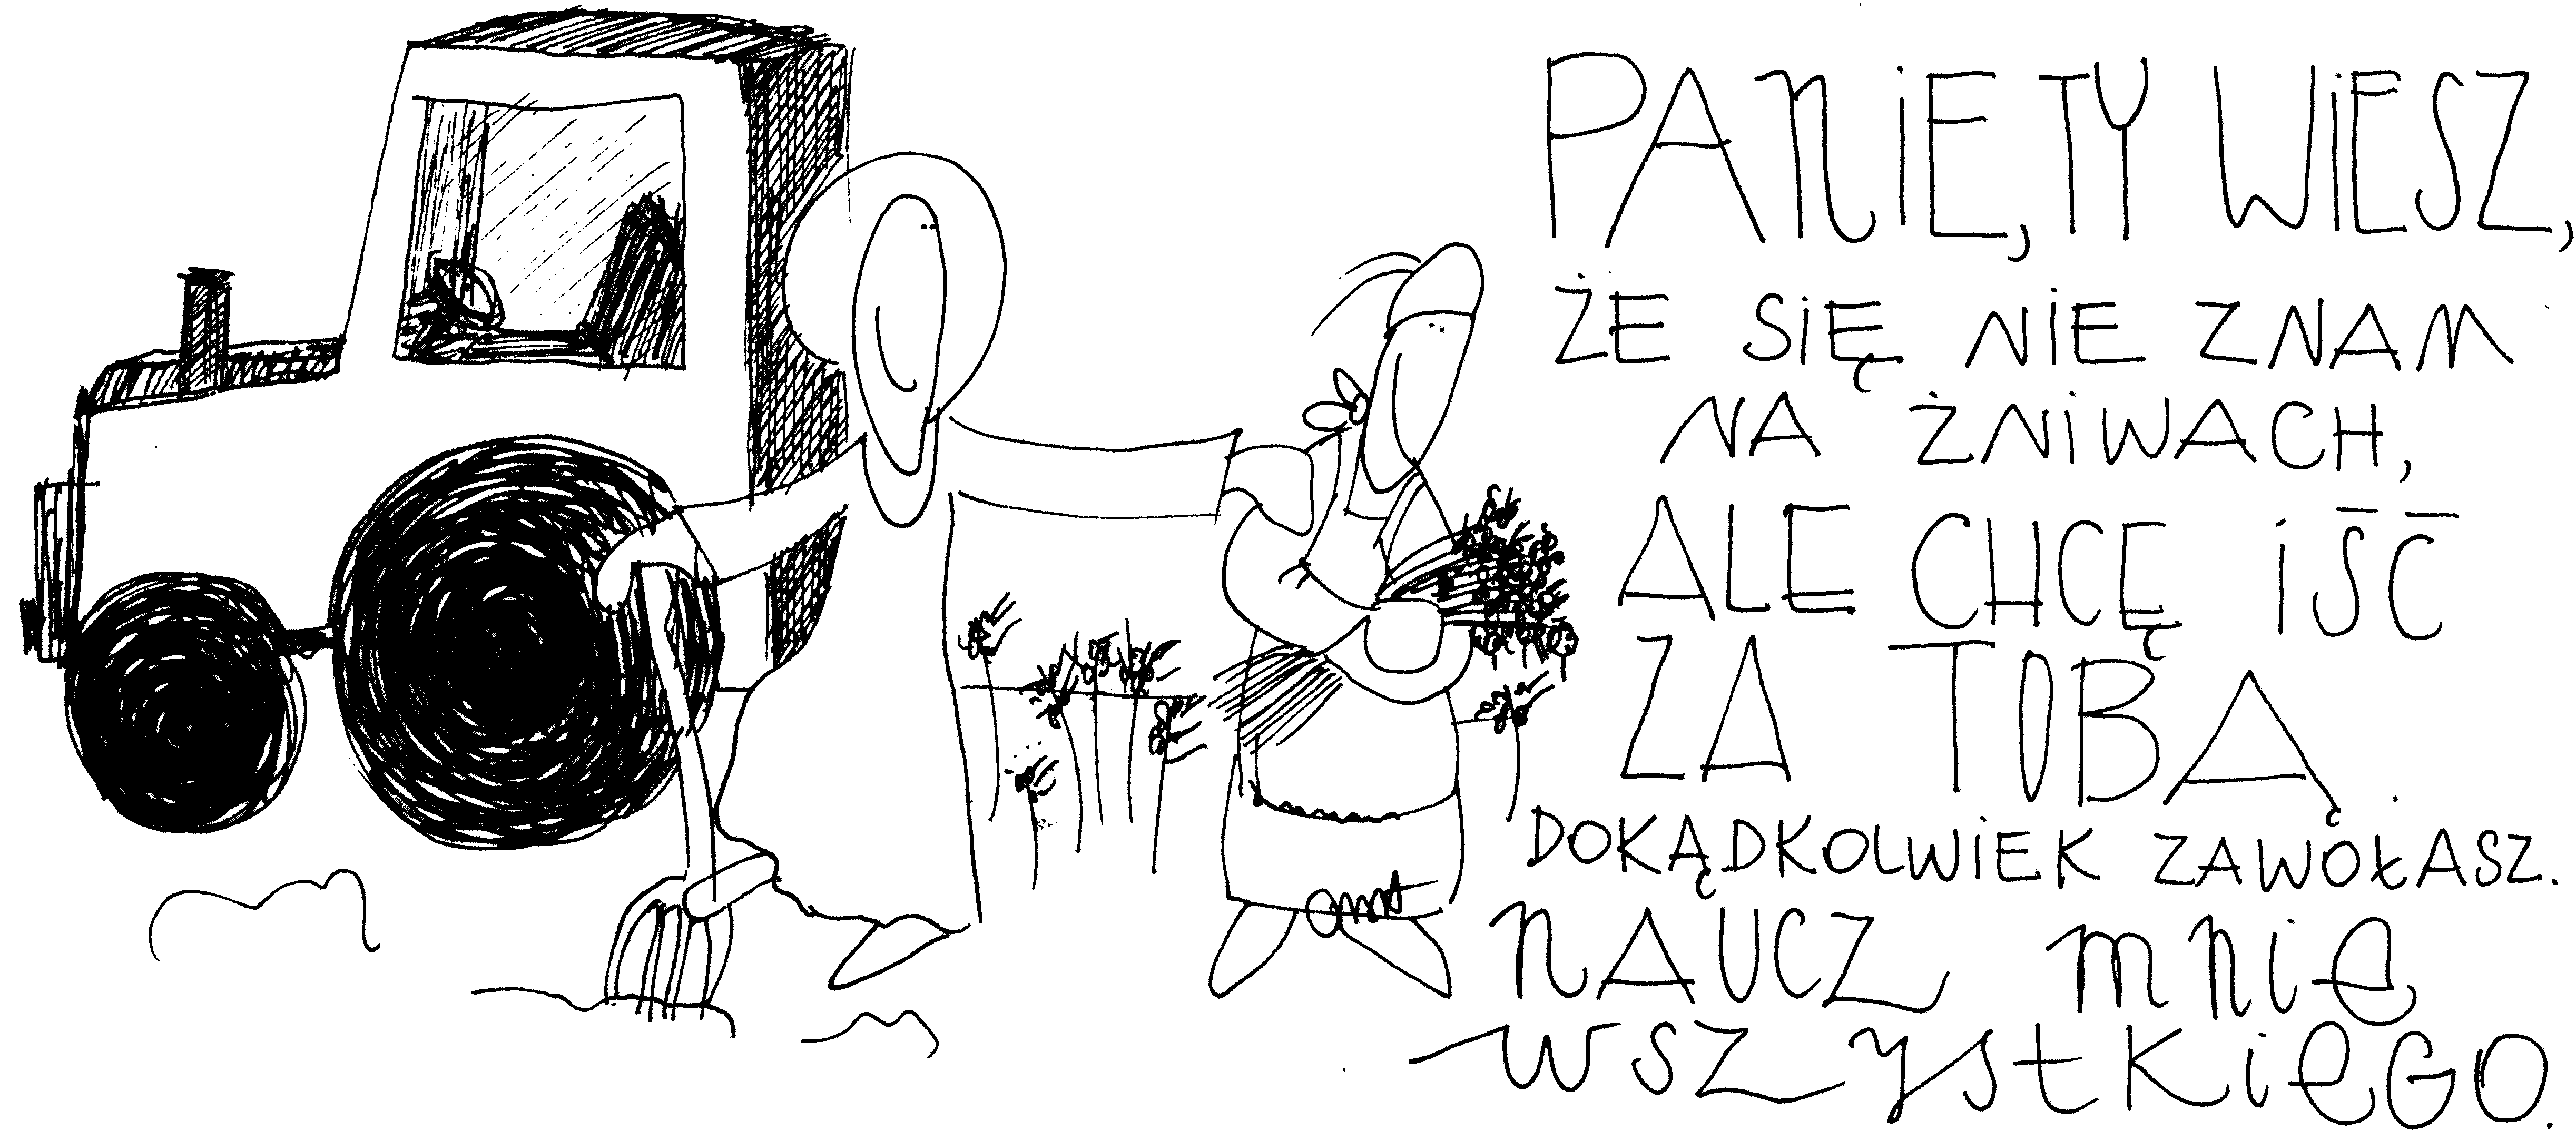 PANIE, TY WIESZ,
ŻE SIĘ NIE ZNAM
NA ŻNIWACH,
ALE CHCĘ IŚĆ
ZA TOBĄ
DOKĄDKOLWIEK ZAWOŁASZ.
NAUCZ mnie
wszystkieGO.